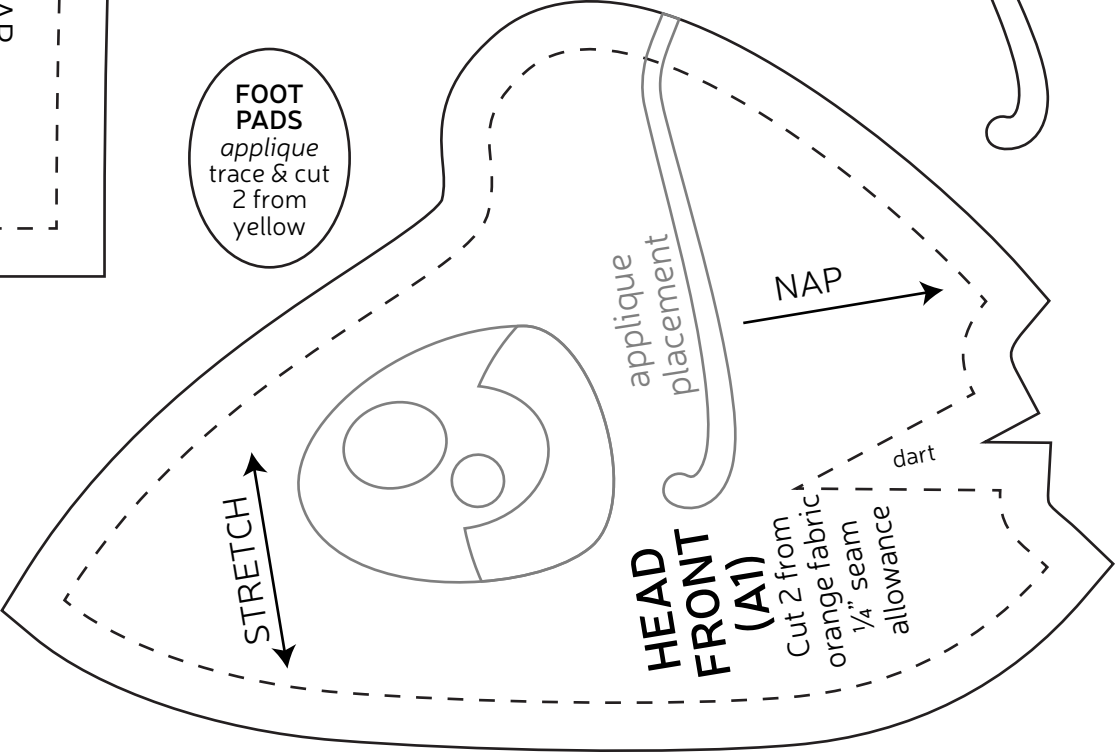 FOOT
PADS
applique
trace & cut
2 from
yellow
applique
placement
NAP
dart
STRETCH
HEAD
FRONT
(A1)
Cut 2 from
orange fabric
1/4” seam
allowance